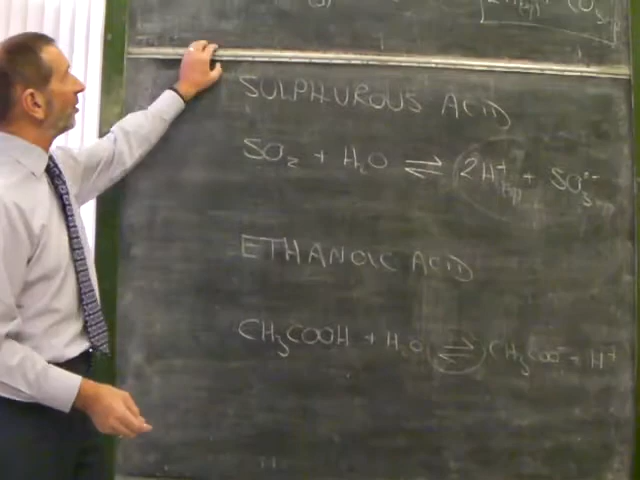 SULPHUROUS ACID
SO₂ + H₂O ⇌ 2H⁺ + SO₃²⁻
ETHANOIC ACID
CH₃COOH + H₂O ⇌ CH₃COO⁻ + H⁺